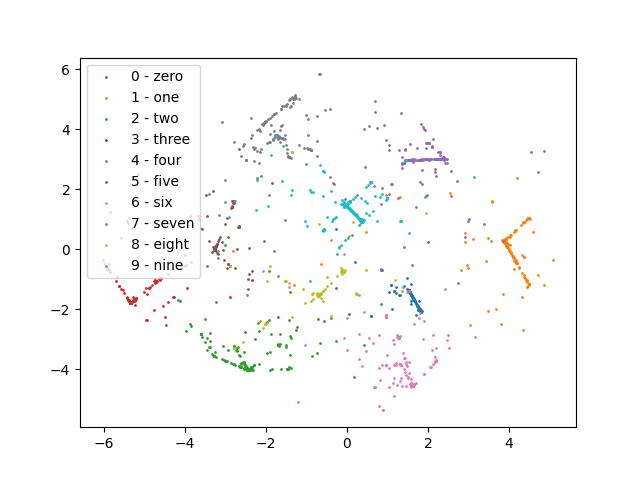 6
4
2
0
−2
−4
−6
−4
−2
0
2
4
0 - zero
1 - one
2 - two
3 - three
4 - four
5 - five
6 - six
7 - seven
8 - eight
9 - nine